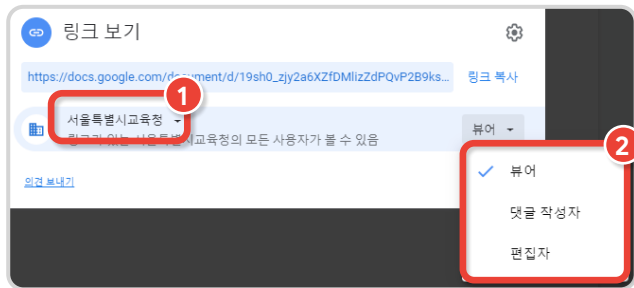 링크 보기
https://docs.google.com/document/d/19sh0_zjy2a6XZfDMlizZdPQvP2B9ks... 링크 복사
1
서울특별시교육청
링크가 있는 서울특별시교육청의 모든 사용자가 볼 수 있음
뷰어
2
의견 보내기
뷰어
댓글 작성자
편집자